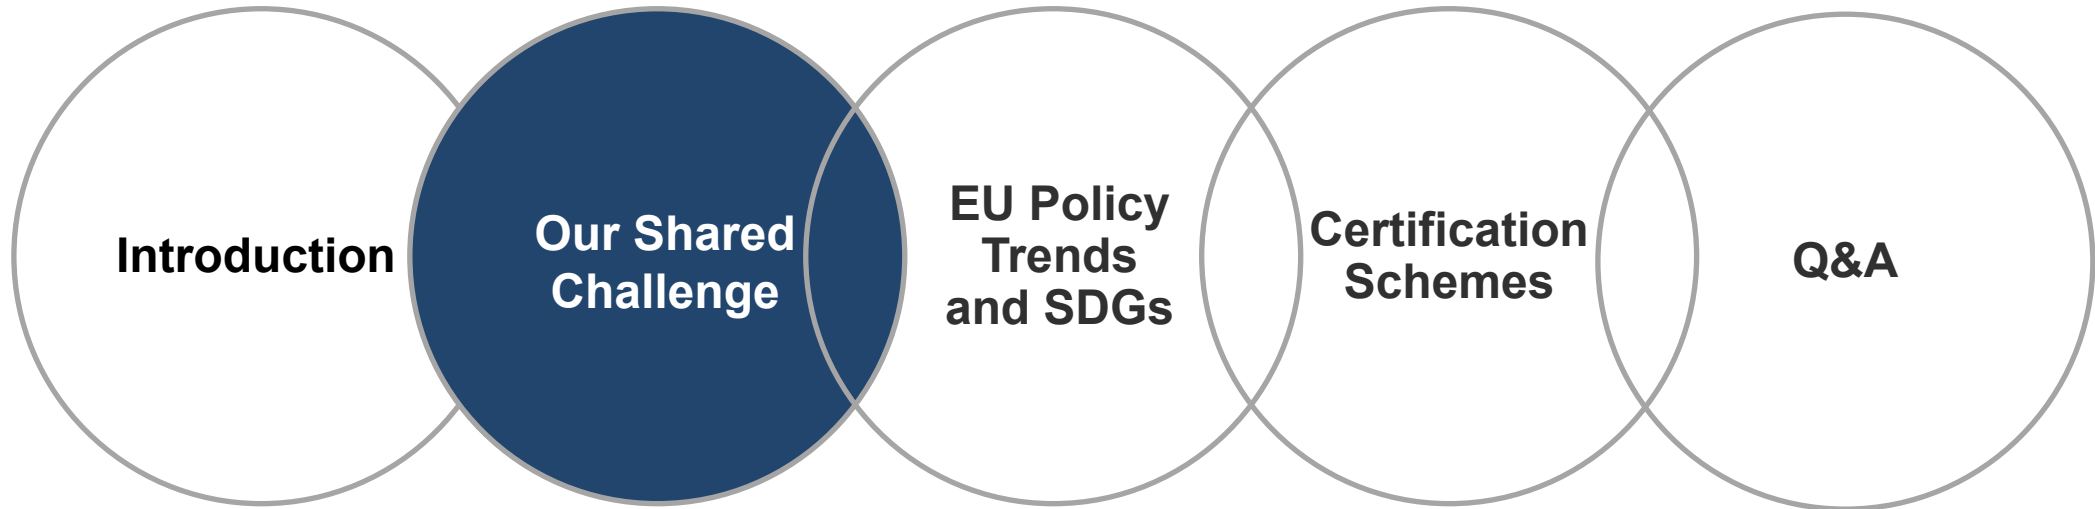 Introduction
Our Shared
Challenge
EU Policy
Trends
and SDGs
Certification
Schemes
Q&A